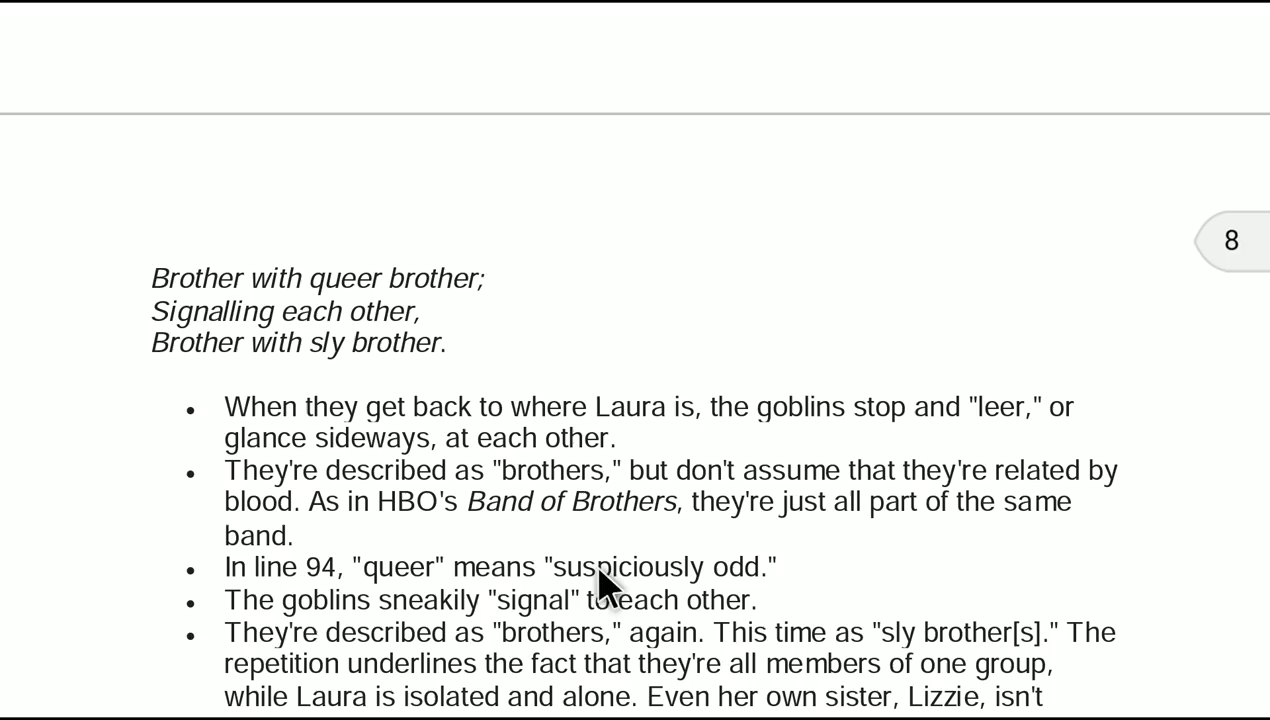 8
Brother with queer brother;
Signalling each other,
Brother with sly brother.
• When they get back to where Laura is, the goblins stop and "leer," or
glance sideways, at each other.
• They're described as "brothers," but don't assume that they're related by
blood. As in HBO's Band of Brothers, they're just all part of the same
band.
• In line 94, "queer" means "suspiciously odd."
• The goblins sneakily "signal" to each other.
• They're described as "brothers," again. This time as "sly brother[s]." The
repetition underlines the fact that they're all members of one group,
while Laura is isolated and alone. Even her own sister, Lizzie, isn't